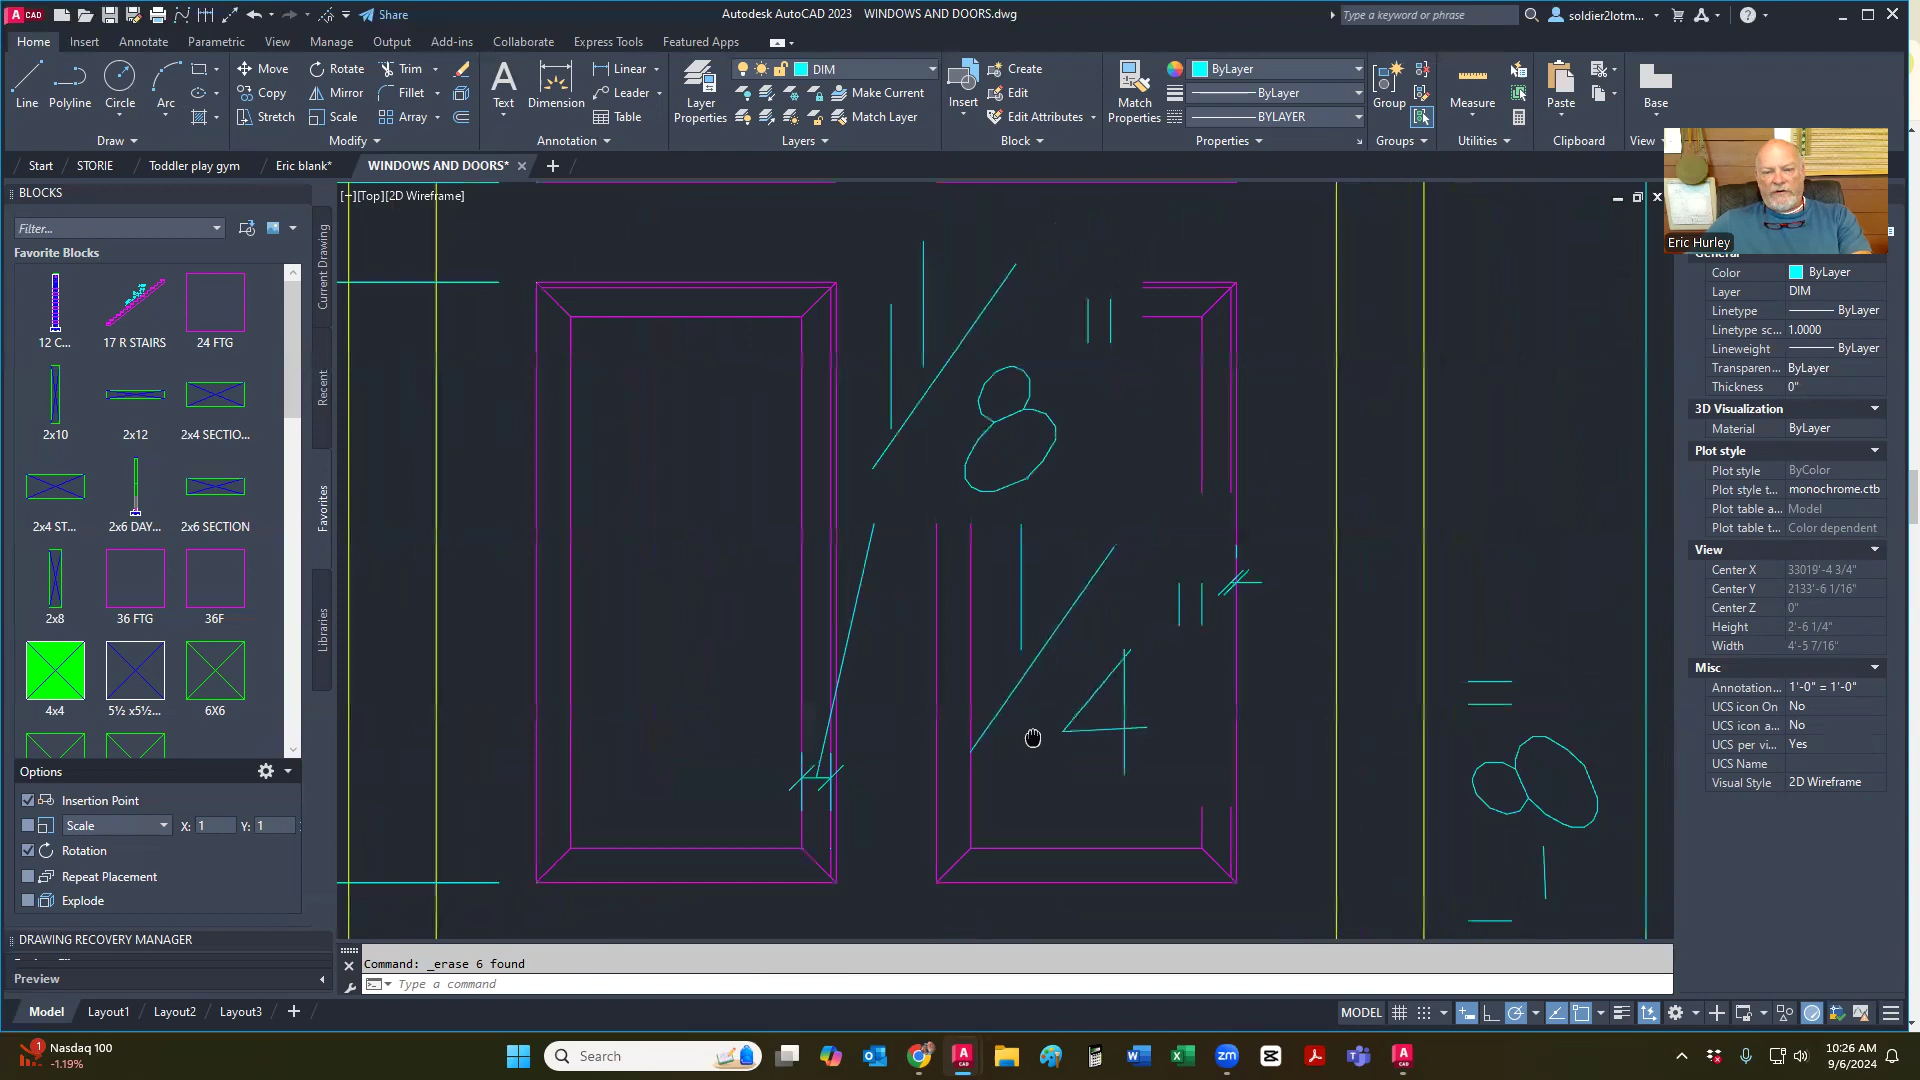 CAD
Share
Autodesk AutoCAD 2023 WINDOWS AND DOORS.dwg
Type a keyword or phrase
soldier2lotm...
Home Insert Annotate Parametric View Manage Output Add-ins Collaborate Express Tools Featured Apps
Line Polyline Circle Arc
Move Rotate Trim
Copy Mirror Fillet
Stretch Scale Array
Text Dimension
Linear
Leader
Table
Layer Properties
DIM
Make Current
Match Layer
Insert
Create
Edit
Edit Attributes
Match Properties
ByLayer
ByLayer
BYLAYER
Group
Measure
Paste
Base
Draw Modify Annotation Layers Block Properties Groups Utilities Clipboard View
Start STORIE Toddler play gym Eric blank* WINDOWS AND DOORS*
BLOCKS
[−][Top][2D Wireframe]
Filter...
Favorite Blocks
12 C... 17 R STAIRS 24 FTG
2x10 2x12 2x4 SECTIO...
2x4 ST... 2x6 DAY... 2x6 SECTION
2x8 36 FTG 36F
4x4 5½ x5½... 6X6
Current Drawing
Recent
Favorites
Libraries
Options
Insertion Point
Scale X: 1 Y: 1
Rotation
Repeat Placement
Explode
DRAWING RECOVERY MANAGER
Preview
11/8"
1/4"
Eric Hurley
General
Color ByLayer
Layer DIM
Linetype ByLayer
Linetype sc... 1.0000
Lineweight ByLayer
Transparen... ByLayer
Thickness 0"
3D Visualization
Material ByLayer
Plot style
Plot style ByColor
Plot style t... monochrome.ctb
Plot table a... Model
Plot table t... Color dependent
View
Center X 33019'-4 3/4"
Center Y 2133'-6 1/16"
Center Z 0"
Height 2'-6 1/4"
Width 4'-5 7/16"
Misc
Annotation... 1'-0" = 1'-0"
UCS icon On No
UCS icon a... No
UCS per vi... Yes
UCS Name
Visual Style 2D Wireframe
Command: _erase 6 found
Type a command
Model Layout1 Layout2 Layout3
MODEL
1
Nasdaq 100
-1.19%
Search
zm
10:26 AM
9/6/2024